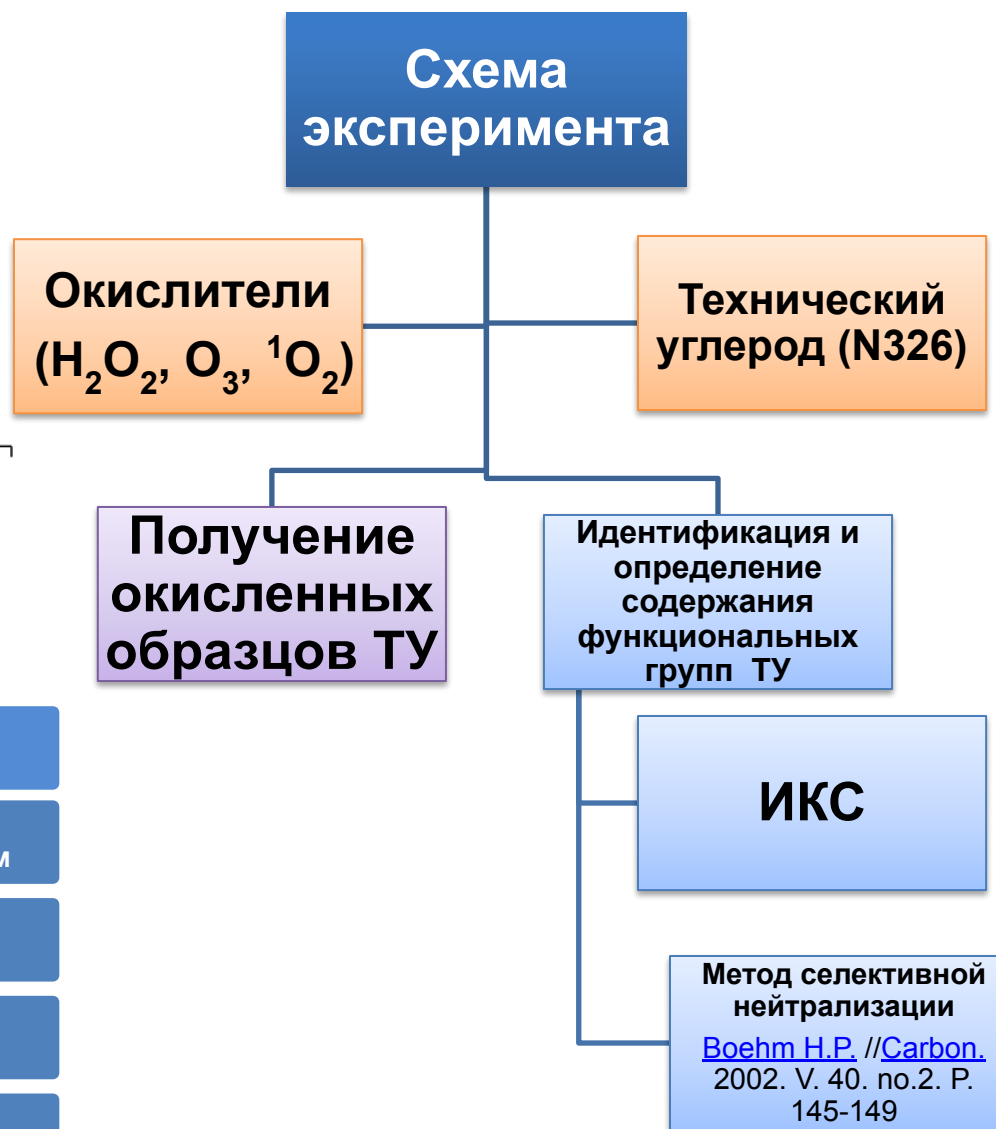 Схема
эксперимента
Окислители
(H₂O₂, O₃, ¹O₂)
Технический
углерод (N326)
Получение
окисленных
образцов ТУ
Идентификация и
определение
содержания
функциональных
групп ТУ
ИКС
м
Метод селективной
нейтрализации
Boehm H.P. //Carbon.
2002. V. 40. no.2. P.
145-149